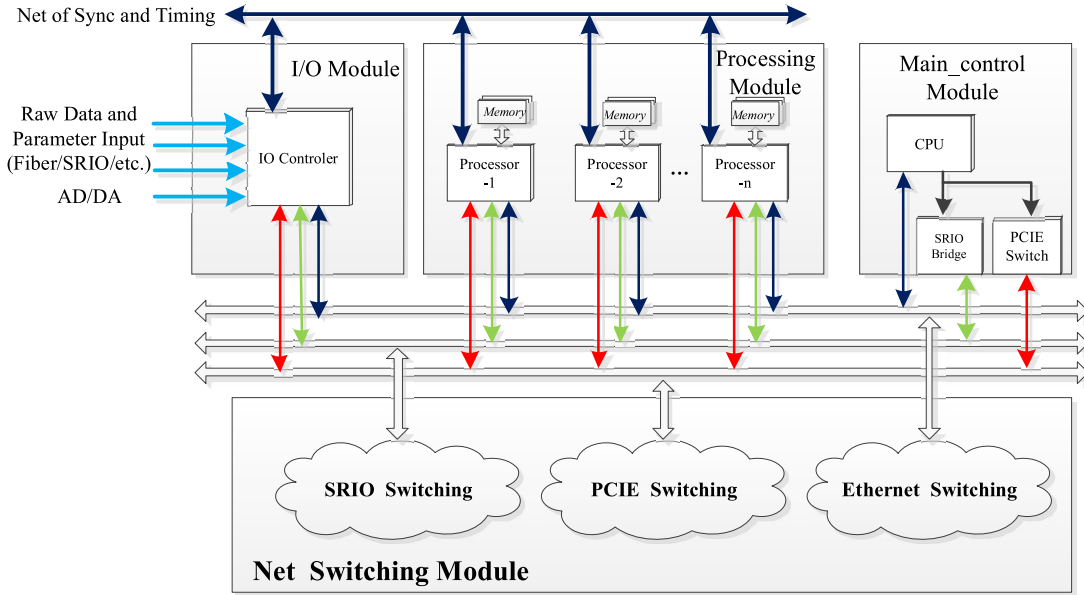 Net of Sync and Timing
I/O Module
Processing
Module
Main_control
Module
Raw Data and
Parameter Input
(Fiber/SRIO/etc.)
AD/DA
IO Controler
Memory
Memory
Memory
Processor
-1
Processor
-2
...
Processor
-n
CPU
SRIO
Bridge
PCIE
Switch
SRIO Switching
PCIE Switching
Ethernet Switching
Net Switching Module